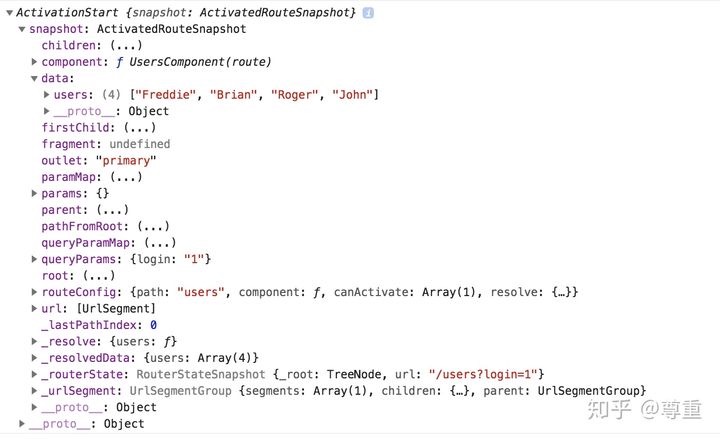 ActivationStart {snapshot: ActivatedRouteSnapshot} i
snapshot: ActivatedRouteSnapshot
children: (...)
component: ƒ UsersComponent(route)
data:
users: (4) ["Freddie", "Brian", "Roger", "John"]
__proto__: Object
firstChild: (...)
fragment: undefined
outlet: "primary"
paramMap: (...)
params: {}
parent: (...)
pathFromRoot: (...)
queryParamMap: (...)
queryParams: {login: "1"}
root: (...)
routeConfig: {path: "users", component: ƒ, canActivate: Array(1), resolve: {…}}
url: [UrlSegment]
_lastPathIndex: 0
_resolve: {users: ƒ}
_resolvedData: {users: Array(4)}
_routerState: RouterStateSnapshot {_root: TreeNode, url: "/users?login=1"}
_urlSegment: UrlSegmentGroup {segments: Array(1), children: {…}, parent: UrlSegmentGroup}
__proto__: Object
__proto__: Object
知乎 @尊重